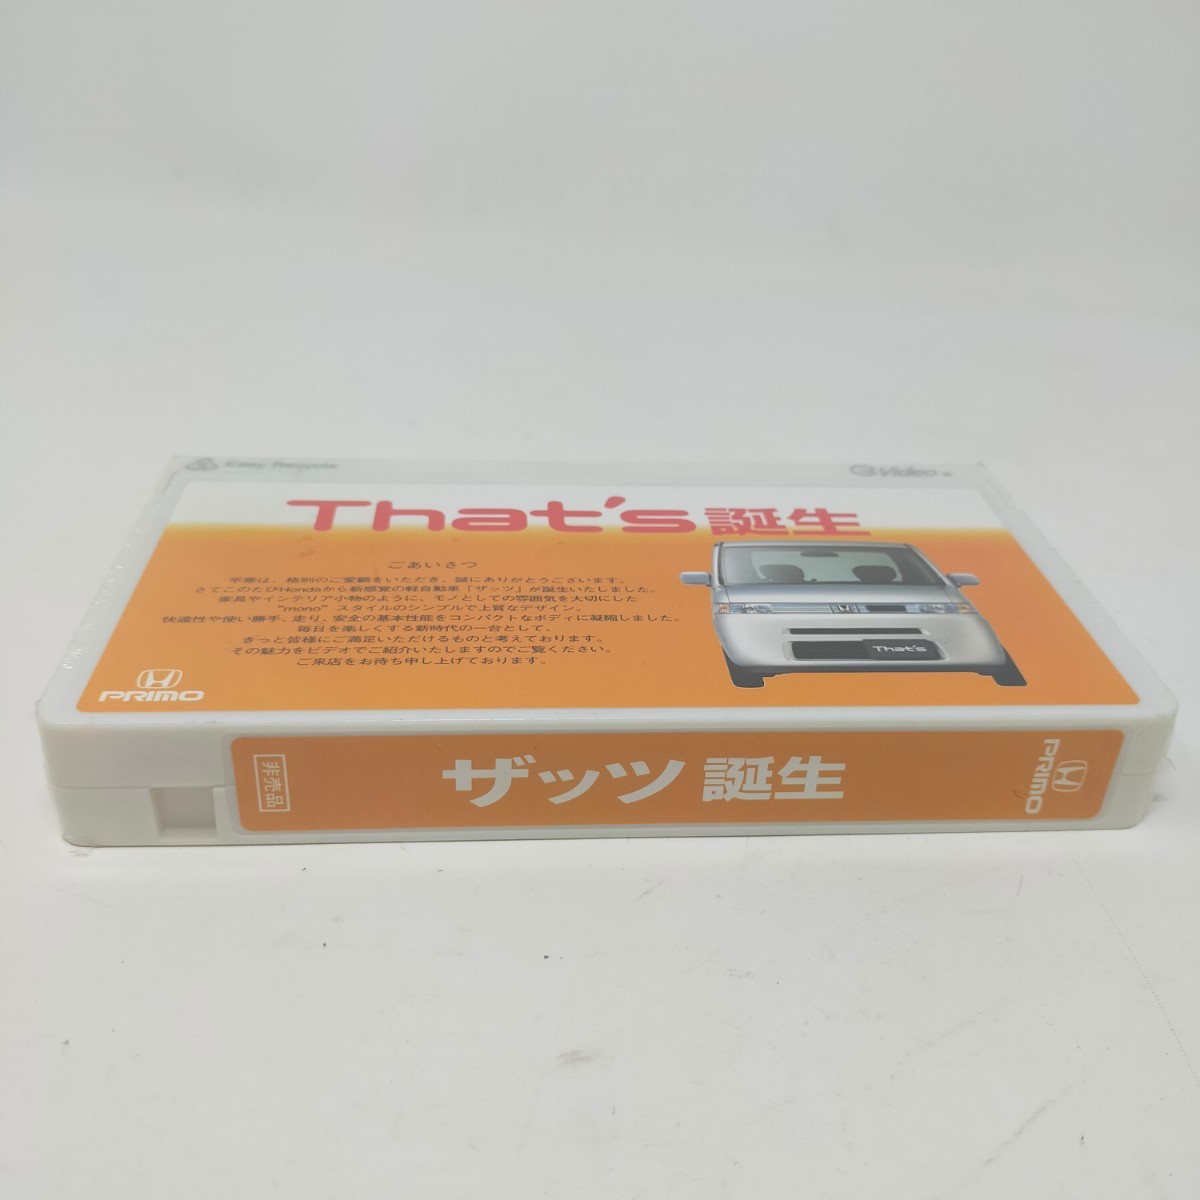 Easy Recycle
Video
That's 誕生
ごあいさつ
平素は、格別のご愛顧をいただき、誠にありがとうございます。
さてこのたびHondaから新感覚の軽自動車「ザッツ」が誕生いたしました。
家具やインテリア小物のように、モノとしての雰囲気を大切にした
"mono" スタイルのシンプルで上質なデザイン。
快適性や使い勝手、走り、安全の基本性能をコンパクトなボディに凝縮しました。
毎日を楽しくする新時代の一台として、
きっと皆様にご満足いただけるものと考えております。
その魅力をビデオでご紹介いたしますのでご覧ください。
ご来店をお待ち申し上げております。
That's
PRIMO
非売品
ザッツ 誕生
PRIMO